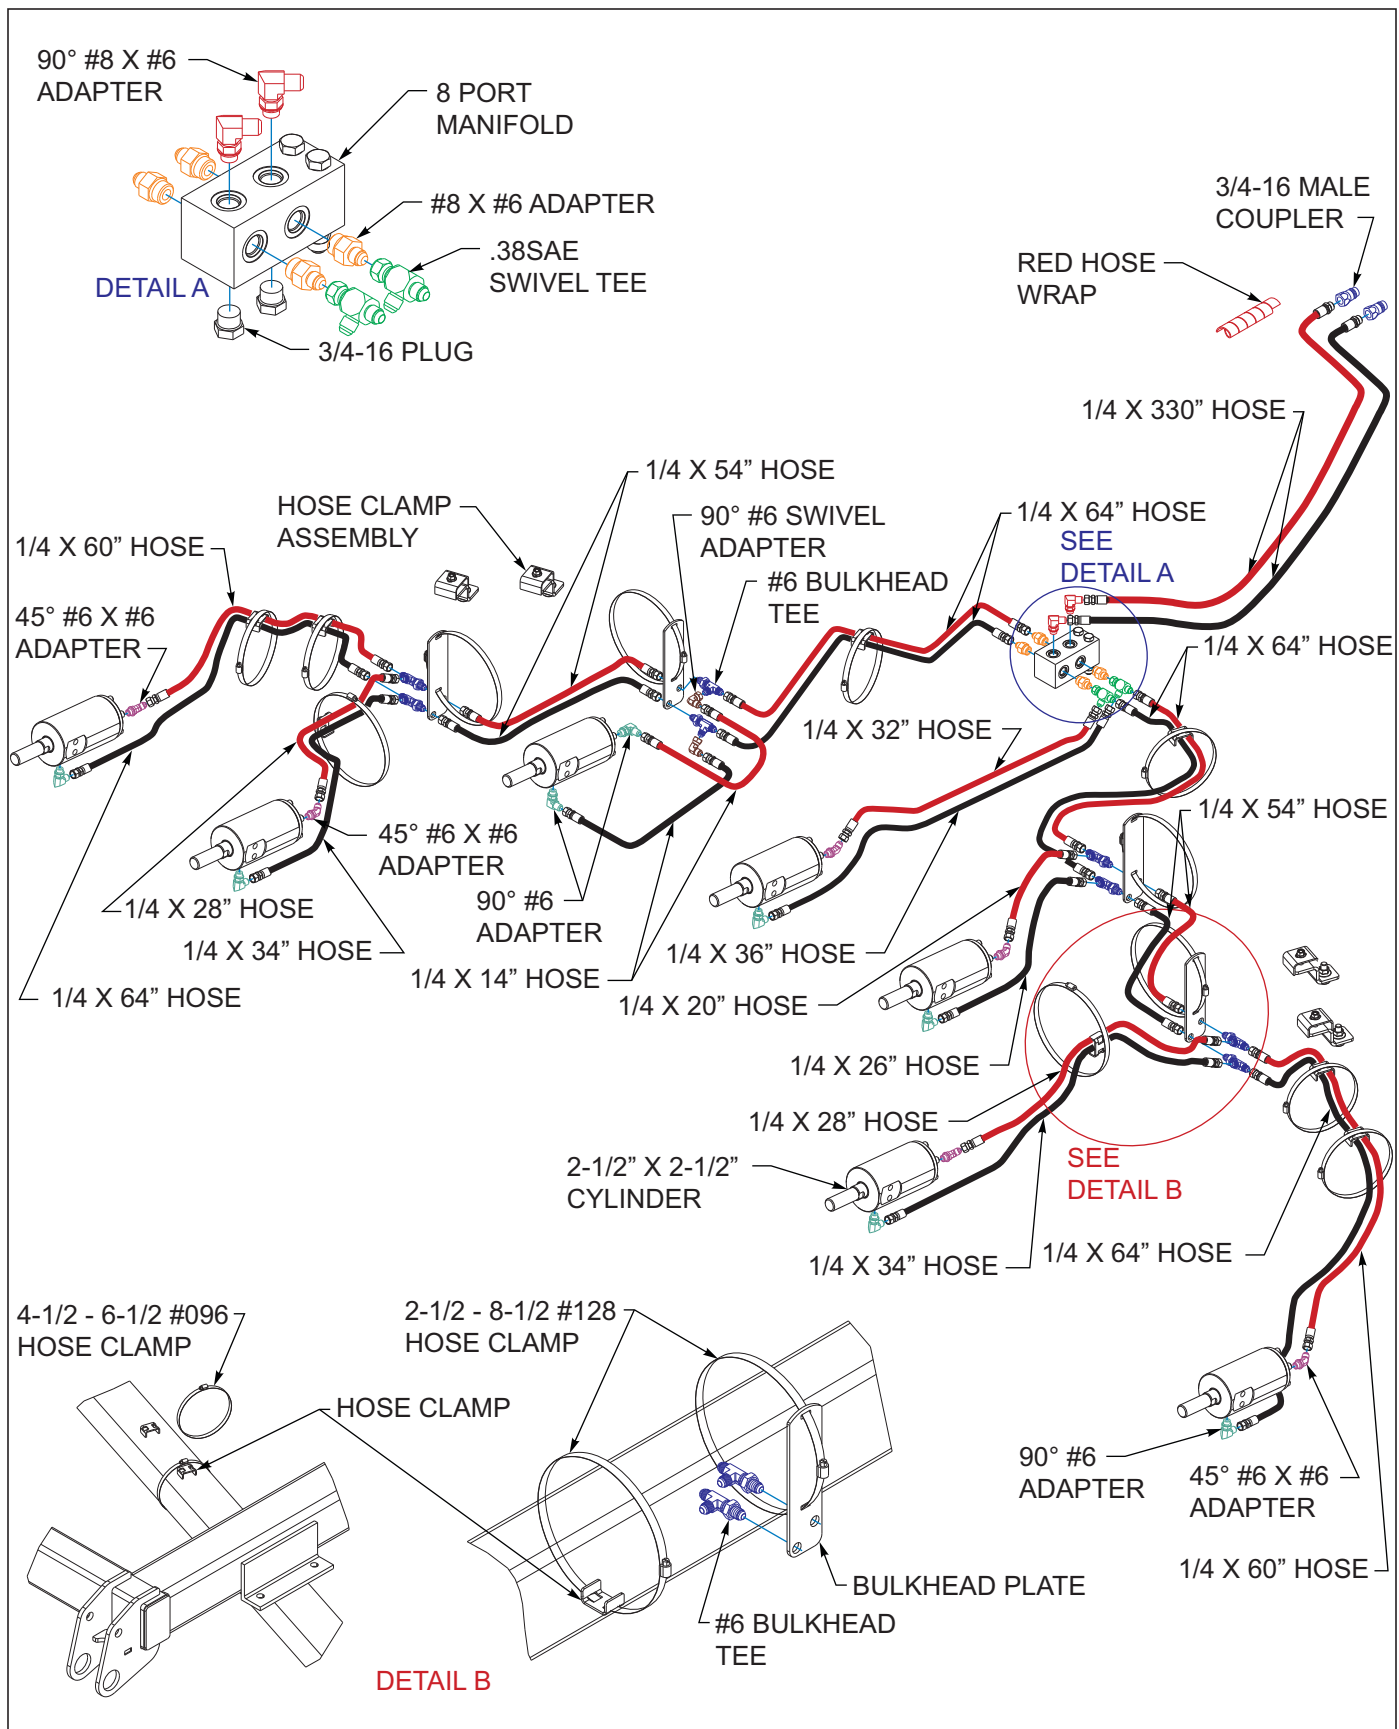 90° #8 X #6
ADAPTER
8 PORT
MANIFOLD
#8 X #6 ADAPTER
.38SAE
SWIVEL TEE
DETAIL A
3/4-16 PLUG
3/4-16 MALE
COUPLER
RED HOSE
WRAP
1/4 X 330” HOSE
1/4 X 54” HOSE
HOSE CLAMP
ASSEMBLY
90° #6 SWIVEL
ADAPTER
1/4 X 64” HOSE
SEE
DETAIL A
1/4 X 60” HOSE
#6 BULKHEAD
TEE
45° #6 X #6
ADAPTER
1/4 X 64” HOSE
1/4 X 32” HOSE
1/4 X 54” HOSE
45° #6 X #6
ADAPTER
90° #6
ADAPTER
1/4 X 28” HOSE
1/4 X 34” HOSE
1/4 X 36” HOSE
1/4 X 14” HOSE
1/4 X 64” HOSE
1/4 X 20” HOSE
1/4 X 26” HOSE
1/4 X 28” HOSE
2-1/2” X 2-1/2”
CYLINDER
SEE
DETAIL B
1/4 X 34” HOSE
1/4 X 64” HOSE
4-1/2 - 6-1/2 #096
HOSE CLAMP
2-1/2 - 8-1/2 #128
HOSE CLAMP
HOSE CLAMP
90° #6
ADAPTER
45° #6 X #6
ADAPTER
1/4 X 60” HOSE
BULKHEAD PLATE
#6 BULKHEAD
TEE
DETAIL B